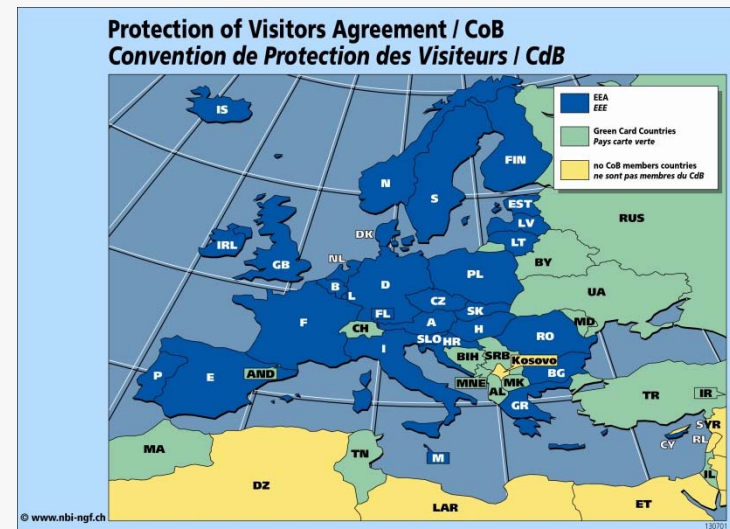 Protection of Visitors Agreement / CoB
Convention de Protection des Visiteurs / CdB
EEA
EEE
Green Card Countries
Pays carte verte
no CoB members countries
ne sont pas membres du CdB
IS
FIN
N
S
EST
RUS
LV
DK
LT
IRL
NL
BY
GB
B
D
PL
L
UA
CZ
FL
SK
F
CH
A
H
MD
RO
SLO
HR
I
BIH
SRB
Kosovo
AND
BG
P
E
MNE
MK
AL
TR
IR
GR
SYR
CY
RL
MA
TN
M
IL
DZ
LAR
ET
© www.nbi-ngf.ch
130701